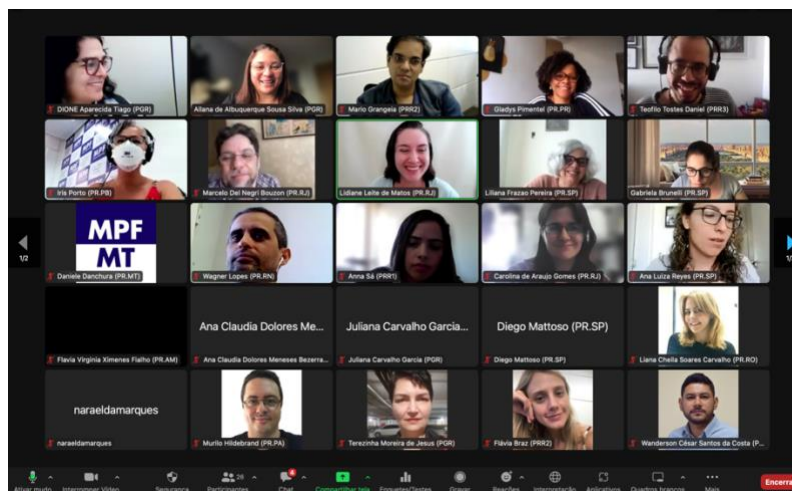 DIONE Aparecida Tiago (PGR)
Allana de Albuquerque Sousa Silva (PGR)
Mario Grangeia (PRR2)
Gladys Pimentel (PR.PR)
Teofilo Tostes Daniel (PRR3)
Iris Porto (PR.PB)
Marcelo Del Negri Bouzon (PR.RJ)
Lidiane Leite de Matos (PR.RJ)
Liliana Frazao Pereira (PR.SP)
Gabriela Brunelli (PR.SP)
1/2
MPF
MT
Daniele Danchura (PR.MT)
Wagner Lopes (PR.RN)
Anna Sá (PRR1)
Carolina de Araujo Gomes (PR.RJ)
Ana Luiza Reyes (PR.SP)
Flavia Virginia Ximenes Fialho (PR.AM)
Ana Claudia Dolores Me...
Ana Claudia Dolores Meneses Bezerra...
Juliana Carvalho Garcia...
Juliana Carvalho Garcia (PGR)
Diego Mattoso (PR.SP)
Diego Mattoso (PR.SP)
Liana Cheila Soares Carvalho (PR.RO)
naraeldamarques
naraeldamarques
Murilo Hildebrand (PR.PA)
Terezinha Moreira de Jesus (PGR)
Flávia Braz (PRR2)
Wanderson César Santos da Costa (P...
Ativar mudo
Interromper Vídeo
Segurança
Participantes
28
Chat
Compartilhar tela
Enquetes/Testes
Gravar
Reações
Interpretação
Aplicativos
Quadros brancos
Mais
Encerrar